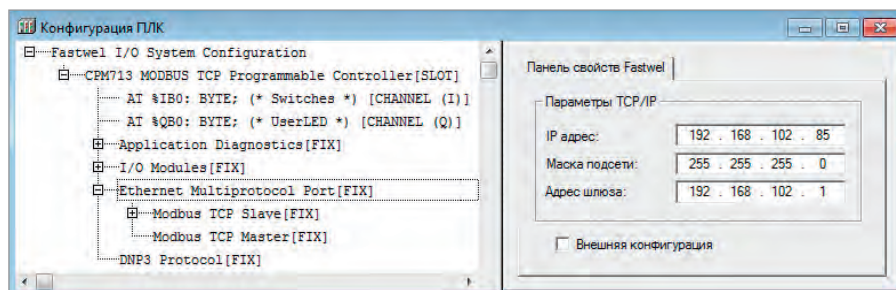 Конфигурация ПЛК
Fastwel I/O System Configuration
CPM713 MODBUS TCP Programmable Controller[SLOT]
AT %IB0: BYTE; (* Switches *) [CHANNEL (I)]
AT %QB0: BYTE; (* UserLED *) [CHANNEL (Q)]
Application Diagnostics[FIX]
I/O Modules[FIX]
Ethernet Multiprotocol Port[FIX]
Modbus TCP Slave[FIX]
Modbus TCP Master[FIX]
DNP3 Protocol[FIX]
Панель свойств Fastwel
Параметры TCP/IP
IP адрес: 192 . 168 . 102 . 85
Маска подсети: 255 . 255 . 255 . 0
Адрес шлюза: 192 . 168 . 102 . 1
Внешняя конфигурация